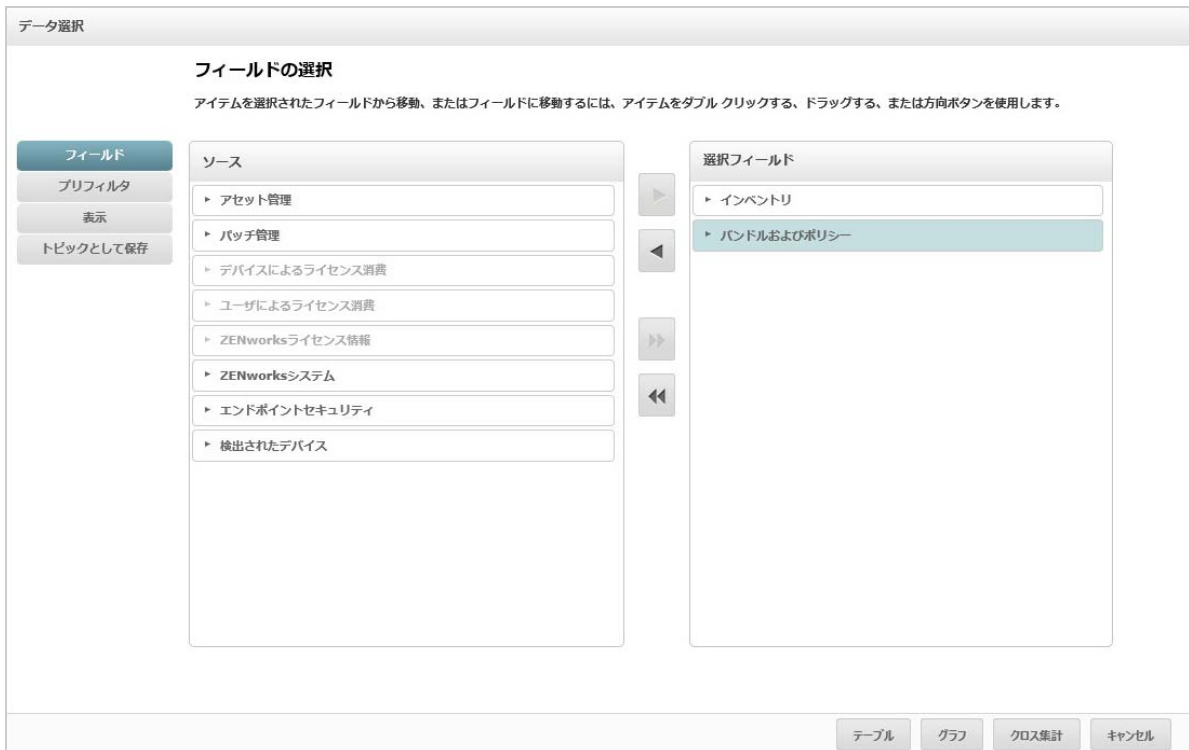 データ選択
フィールドの選択
アイテムを選択されたフィールドから移動、またはフィールドに移動するには、アイテムをダブル クリックする、ドラッグする、または方向ボタンを使用します。
フィールド
プリフィルタ
表示
トピックとして保存
ソース
アセット管理
パッチ管理
デバイスによるライセンス消費
ユーザによるライセンス消費
ZENworksライセンス情報
ZENworksシステム
エンドポイントセキュリティ
検出されたデバイス
選択フィールド
インベントリ
バンドルおよびポリシー
テーブル
グラフ
クロス集計
キャンセル